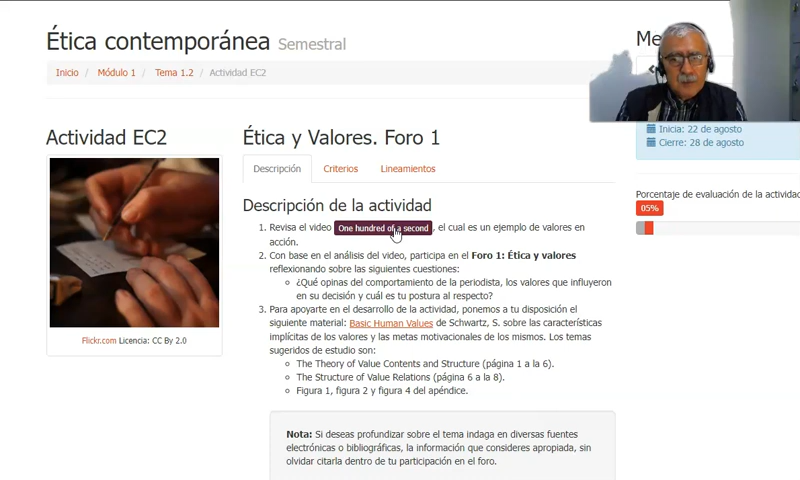 Ética contemporánea Semestral
Inicio / Módulo 1 / Tema 1.2 / Actividad EC2
Actividad EC2
Flickr.com Licencia: CC By 2.0
Ética y Valores. Foro 1
Descripción Criterios Lineamientos
Descripción de la actividad
1. Revisa el video One hundred of a second , el cual es un ejemplo de valores en
acción.
2. Con base en el análisis del video, participa en el Foro 1: Ética y valores
reflexionando sobre las siguientes cuestiones:
¿Qué opinas del comportamiento de la periodista, los valores que influyeron
en su decisión y cuál es tu postura al respecto?
3. Para apoyarte en el desarrollo de la actividad, ponemos a tu disposición el
siguiente material: Basic Human Values de Schwartz, S. sobre las características
implícitas de los valores y las metas motivacionales de los mismos. Los temas
sugeridos de estudio son:
The Theory of Value Contents and Structure (página 1 a la 6).
The Structure of Value Relations (página 6 a la 8).
Figura 1, figura 2 y figura 4 del apéndice.
Nota: Si deseas profundizar sobre el tema indaga en diversas fuentes
electrónicas o bibliográficas, la información que consideres apropiada, sin
olvidar citarla dentro de tu participación en el foro.
Inicia: 22 de agosto
Cierre: 28 de agosto
Porcentaje de evaluación de la actividad
05%